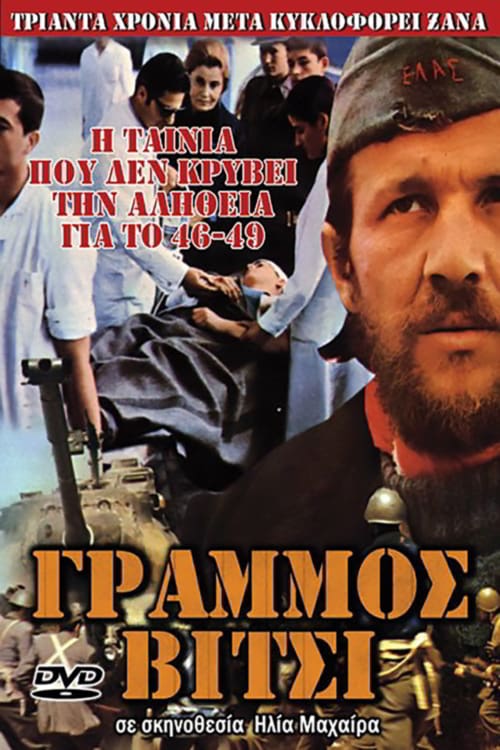 ΤΡΙΑΝΤΑ ΧΡΟΝΙΑ ΜΕΤΑ ΚΥΚΛΟΦΟΡΕΙ ΞΑΝΑ
ΕΛΑΣ
Η ΤΑΙΝΙΑ
ΠΟΥ ΔΕΝ ΚΡΥΒΕΙ
ΤΗΝ ΑΛΗΘΕΙΑ
ΓΙΑ ΤΟ 46-49
ΓΡΑΜΜΟΣ
ΒΙΤΣΙ
DVD
σε σκηνοθεσία Ηλία Μαχαίρα